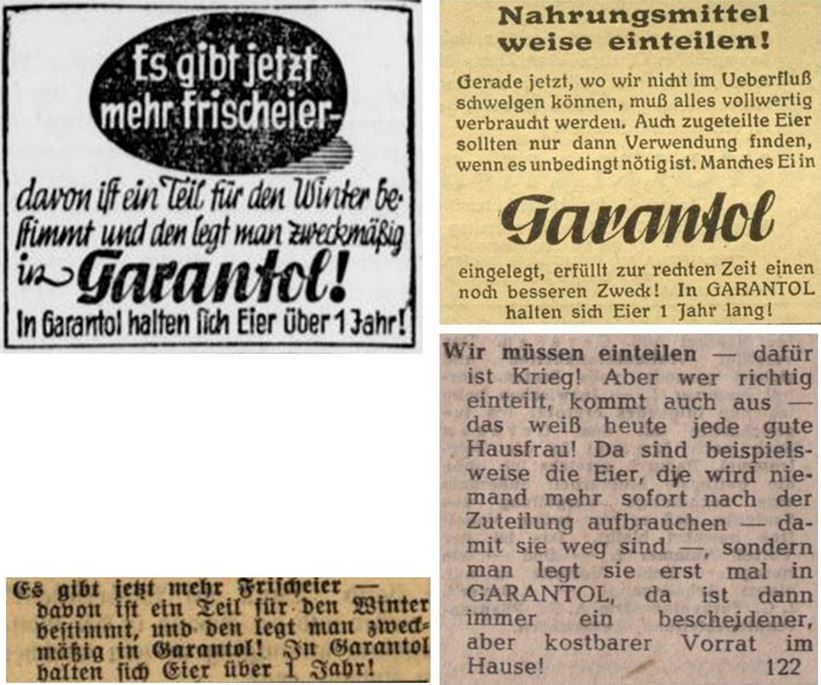 Es gibt jetzt
mehr Frischeier-
davon ist ein Teil für den Winter be-
stimmt und den legt man zweckmäßig
in Garantol!
In Garantol halten sich Eier über 1 Jahr!
Nahrungsmittel
weise einteilen!
Gerade jetzt, wo wir nicht im Ueberfluß
schwelgen können, muß alles vollwertig
verbraucht werden. Auch zugeteilte Eier
sollten nur dann Verwendung finden,
wenn es unbedingt nötig ist. Manches Ei in
Garantol
eingelegt, erfüllt zur rechten Zeit einen
noch besseren Zweck! In GARANTOL
halten sich Eier 1 Jahr lang!
Es gibt jetzt mehr Frischeier —
davon ist ein Teil für den Winter
bestimmt, und den legt man zweck-
mäßig in Garantol! In Garantol
halten sich Eier über 1 Jahr!
Wir müssen einteilen — dafür
ist Krieg! Aber wer richtig
einteilt, kommt auch aus —
das weiß heute jede gute
Hausfrau! Da sind beispiels-
weise die Eier, die wird nie-
mand mehr sofort nach der
Zuteilung aufbrauchen — da-
mit sie weg sind —, sondern
man legt sie erst mal in
GARANTOL, da ist dann
immer ein bescheidener,
aber kostbarer Vorrat im
Hause! 122